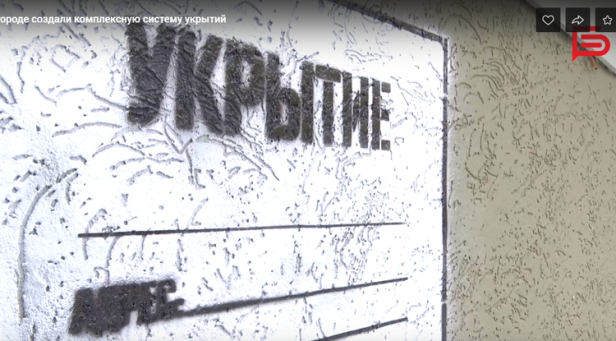 ороде создали комплексную систему укрытий
УКРЫТИЕ
АДРЕС: